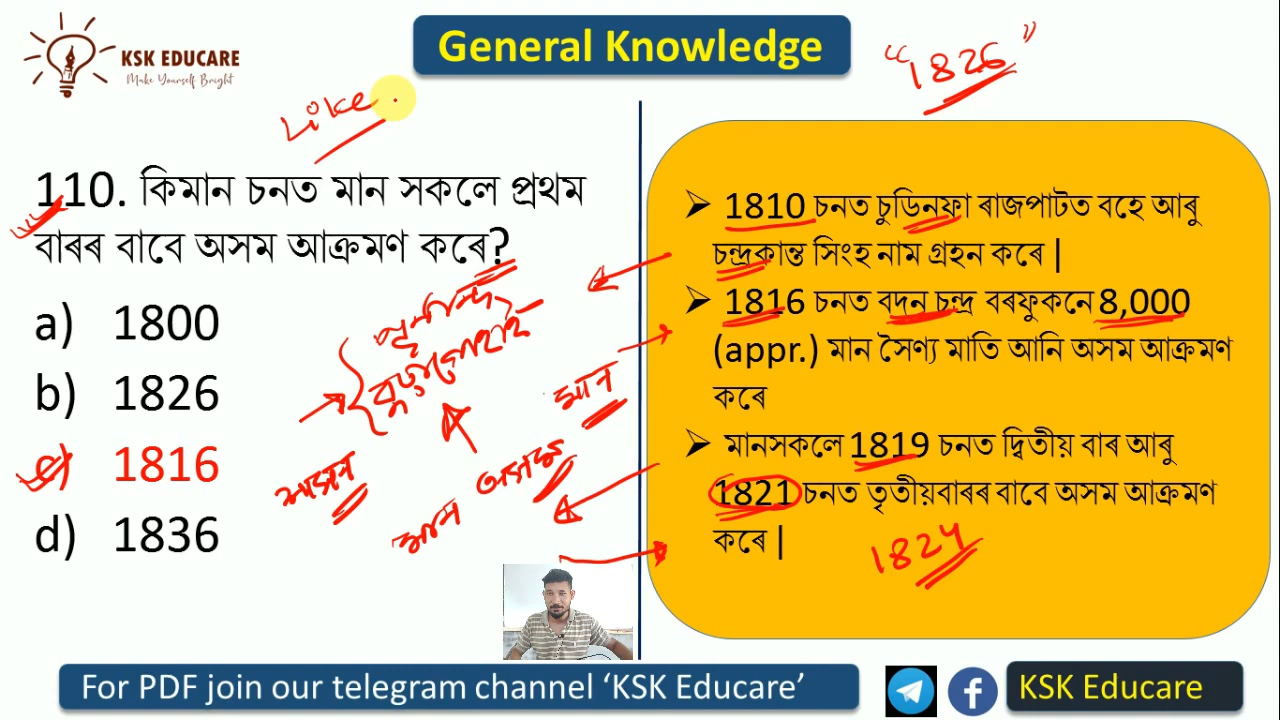 KSK EDUCARE
Make Yourself Bright
General Knowledge
“1826”
Like
110. কিমান চনত মান সকলে প্ৰথম
বাৰৰ বাবে অসম আক্ৰমণ কৰে?
a) 1800
b) 1826
c) 1816
d) 1836
বুঢ়াগোহাই
মান
শাসন
➢ 1810 চনত চুডিনফা ৰাজপাটত বহে আৰু
চন্দ্ৰকান্ত সিংহ নাম গ্ৰহন কৰে |
➢ 1816 চনত বদন চন্দ্ৰ বৰফুকনে 8,000
(appr.) মান সৈণ্য মাতি আনি অসম আক্ৰমণ
কৰে
➢ মানসকলে 1819 চনত দ্বিতীয় বাৰ আৰু
1821 চনত তৃতীয়বাৰৰ বাবে অসম আক্ৰমণ
কৰে |
1824
For PDF join our telegram channel ‘KSK Educare’
KSK Educare